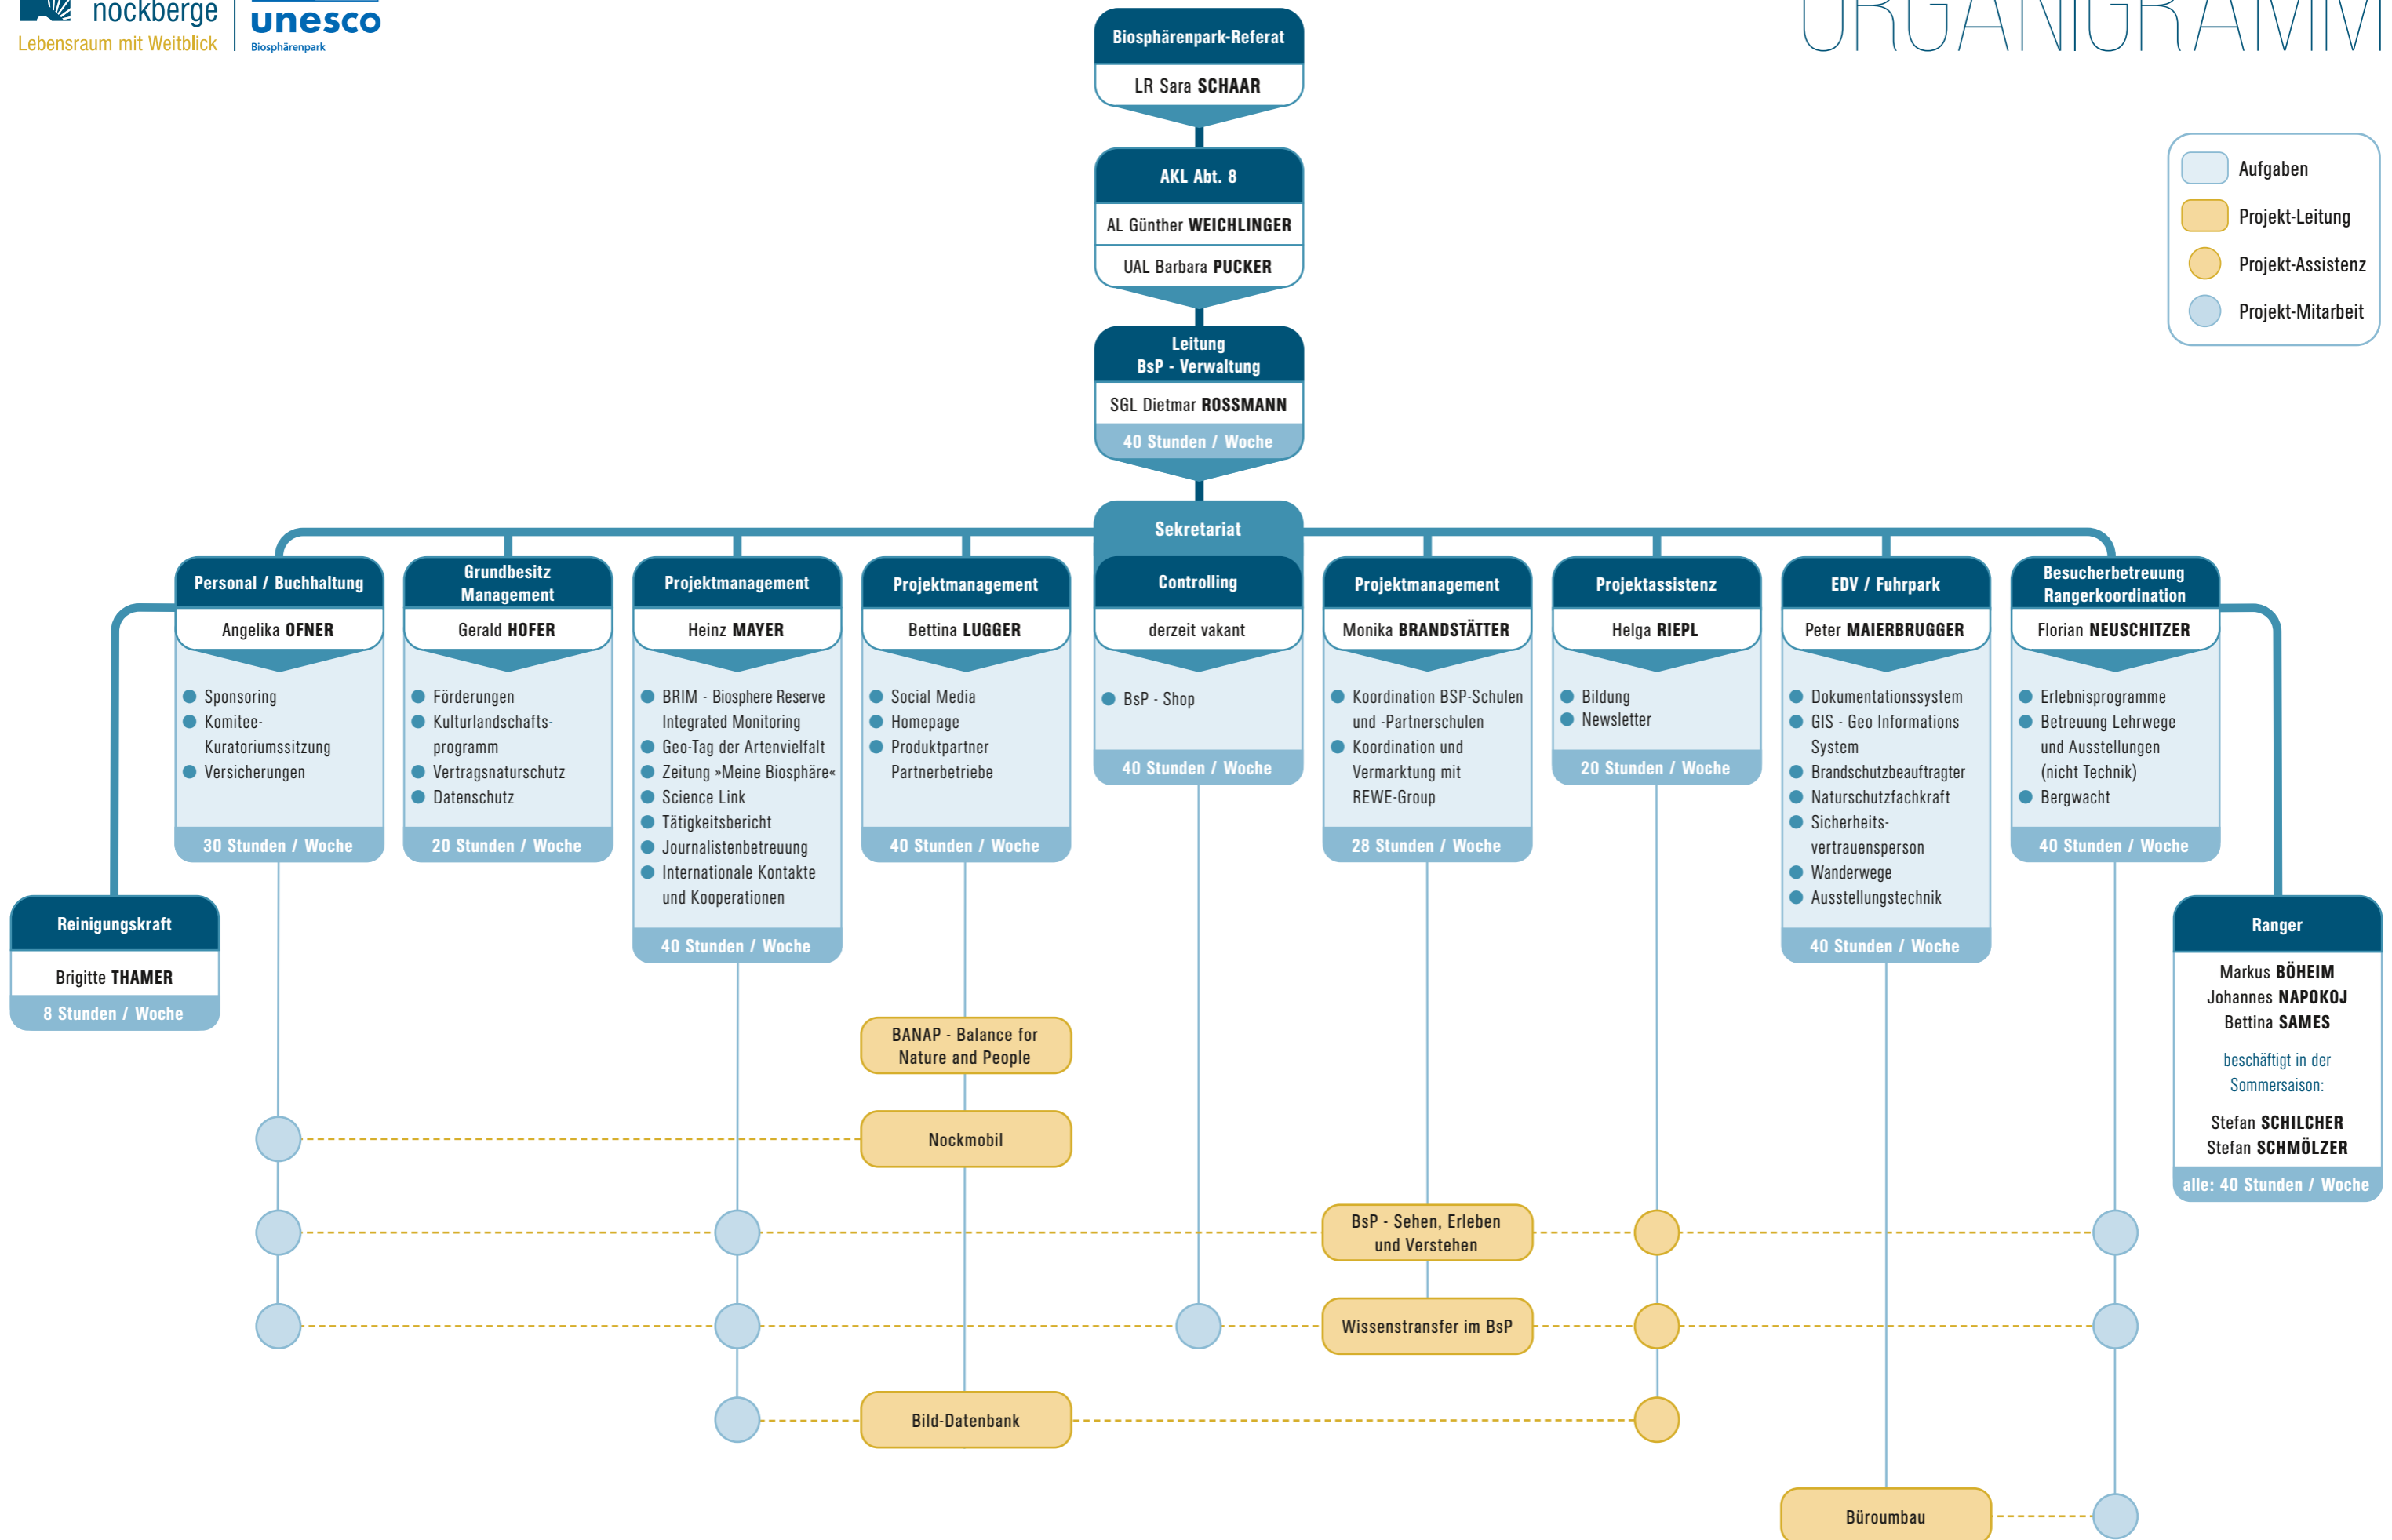 nockberge
Lebensraum mit Weitblick
unesco
Biosphärenpark
ORGANIGRAMM
Biosphärenpark-Referat
LR Sara SCHAAR
AKL Abt. 8
AL Günther WEICHLINGER
UAL Barbara PUCKER
Leitung
BsP - Verwaltung
SGL Dietmar ROSSMANN
40 Stunden / Woche
Aufgaben
Projekt-Leitung
Projekt-Assistenz
Projekt-Mitarbeit
Sekretariat
Personal / Buchhaltung
Angelika OFNER
Sponsoring
Komitee-
Kuratoriumssitzung
Versicherungen
30 Stunden / Woche
Grundbesitz
Management
Gerald HOFER
Förderungen
Kulturlandschafts-
programm
Vertragsnaturschutz
Datenschutz
20 Stunden / Woche
Projektmanagement
Heinz MAYER
BRIM - Biosphere Reserve
Integrated Monitoring
Geo-Tag der Artenvielfalt
Zeitung »Meine Biosphäre«
Science Link
Tätigkeitsbericht
Journalistenbetreuung
Internationale Kontakte
und Kooperationen
40 Stunden / Woche
Projektmanagement
Bettina LUGGER
Social Media
Homepage
Produktpartner
Partnerbetriebe
40 Stunden / Woche
Controlling
derzeit vakant
BsP - Shop
40 Stunden / Woche
Projektmanagement
Monika BRANDSTÄTTER
Koordination BSP-Schulen
und -Partnerschulen
Koordination und
Vermarktung mit
REWE-Group
28 Stunden / Woche
Projektassistenz
Helga RIEPL
Bildung
Newsletter
20 Stunden / Woche
EDV / Fuhrpark
Peter MAIERBRUGGER
Dokumentationssystem
GIS - Geo Informations
System
Brandschutzbeauftragter
Naturschutzfachkraft
Sicherheits-
vertrauensperson
Wanderwege
Ausstellungstechnik
40 Stunden / Woche
Besucherbetreuung
Rangerkoordination
Florian NEUSCHITZER
Erlebnisprogramme
Betreuung Lehrwege
und Ausstellungen
(nicht Technik)
Bergwacht
40 Stunden / Woche
Reinigungskraft
Brigitte THAMER
8 Stunden / Woche
Ranger
Markus BÖHEIM
Johannes NAPOKOJ
Bettina SAMES
beschäftigt in der
Sommersaison:
Stefan SCHILCHER
Stefan SCHMÖLZER
alle: 40 Stunden / Woche
BANAP - Balance for
Nature and People
Nockmobil
BsP - Sehen, Erleben
und Verstehen
Wissenstransfer im BsP
Bild-Datenbank
Büroumbau